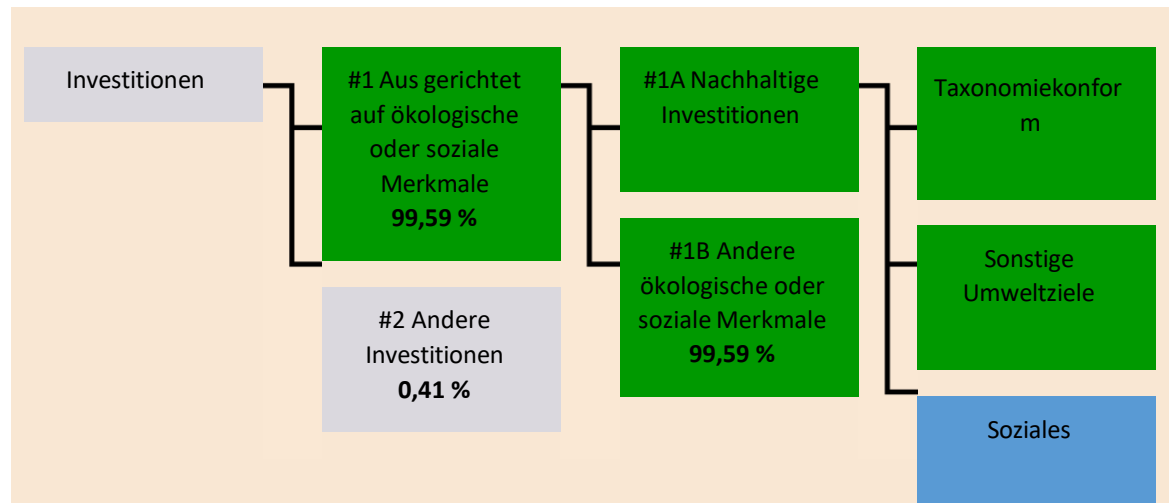 Investitionen
#1 Aus gerichtet
auf ökologische
oder soziale
Merkmale
99,59 %
#2 Andere
Investitionen
0,41 %
#1A Nachhaltige
Investitionen
#1B Andere
ökologische oder
soziale Merkmale
99,59 %
Taxonomiekonfor
m
Sonstige
Umweltziele
Soziales